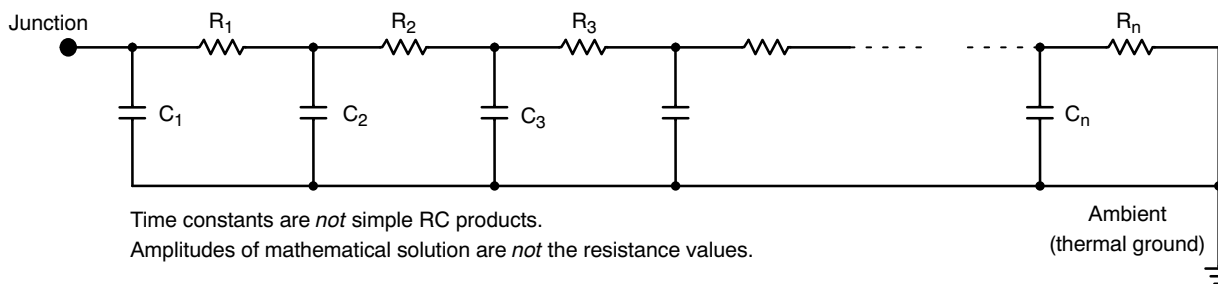 Junction
R1
R2
R3
Rn
C1
C2
C3
Cn
Time constants are not simple RC products.
Amplitudes of mathematical solution are not the resistance values.
Ambient
(thermal ground)